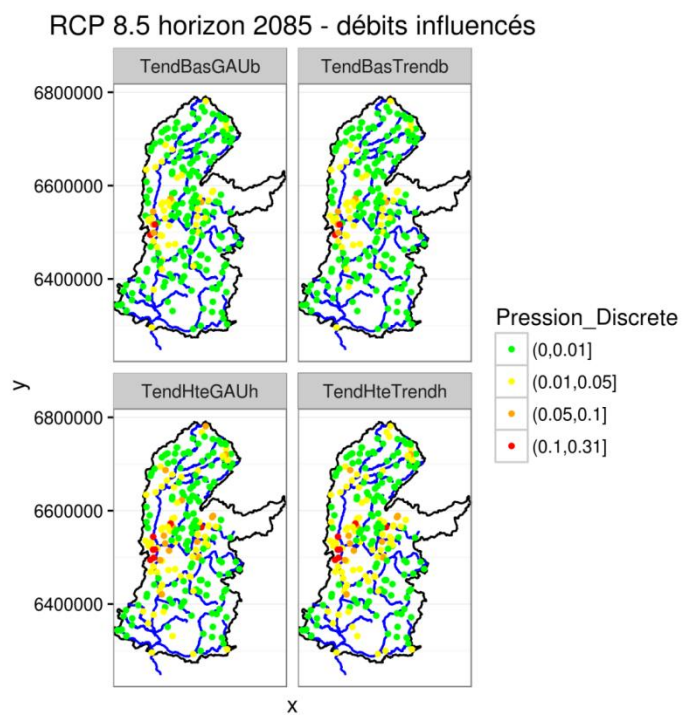 RCP 8.5 horizon 2085 - débits influencés
TendBasGAUb
TendBasTrendb
6800000
6600000
6400000
y
TendHteGAUh
TendHteTrendh
6800000
6600000
6400000
x
Pression_Discrete
(0,0.01]
(0.01,0.05]
(0.05,0.1]
(0.1,0.31]